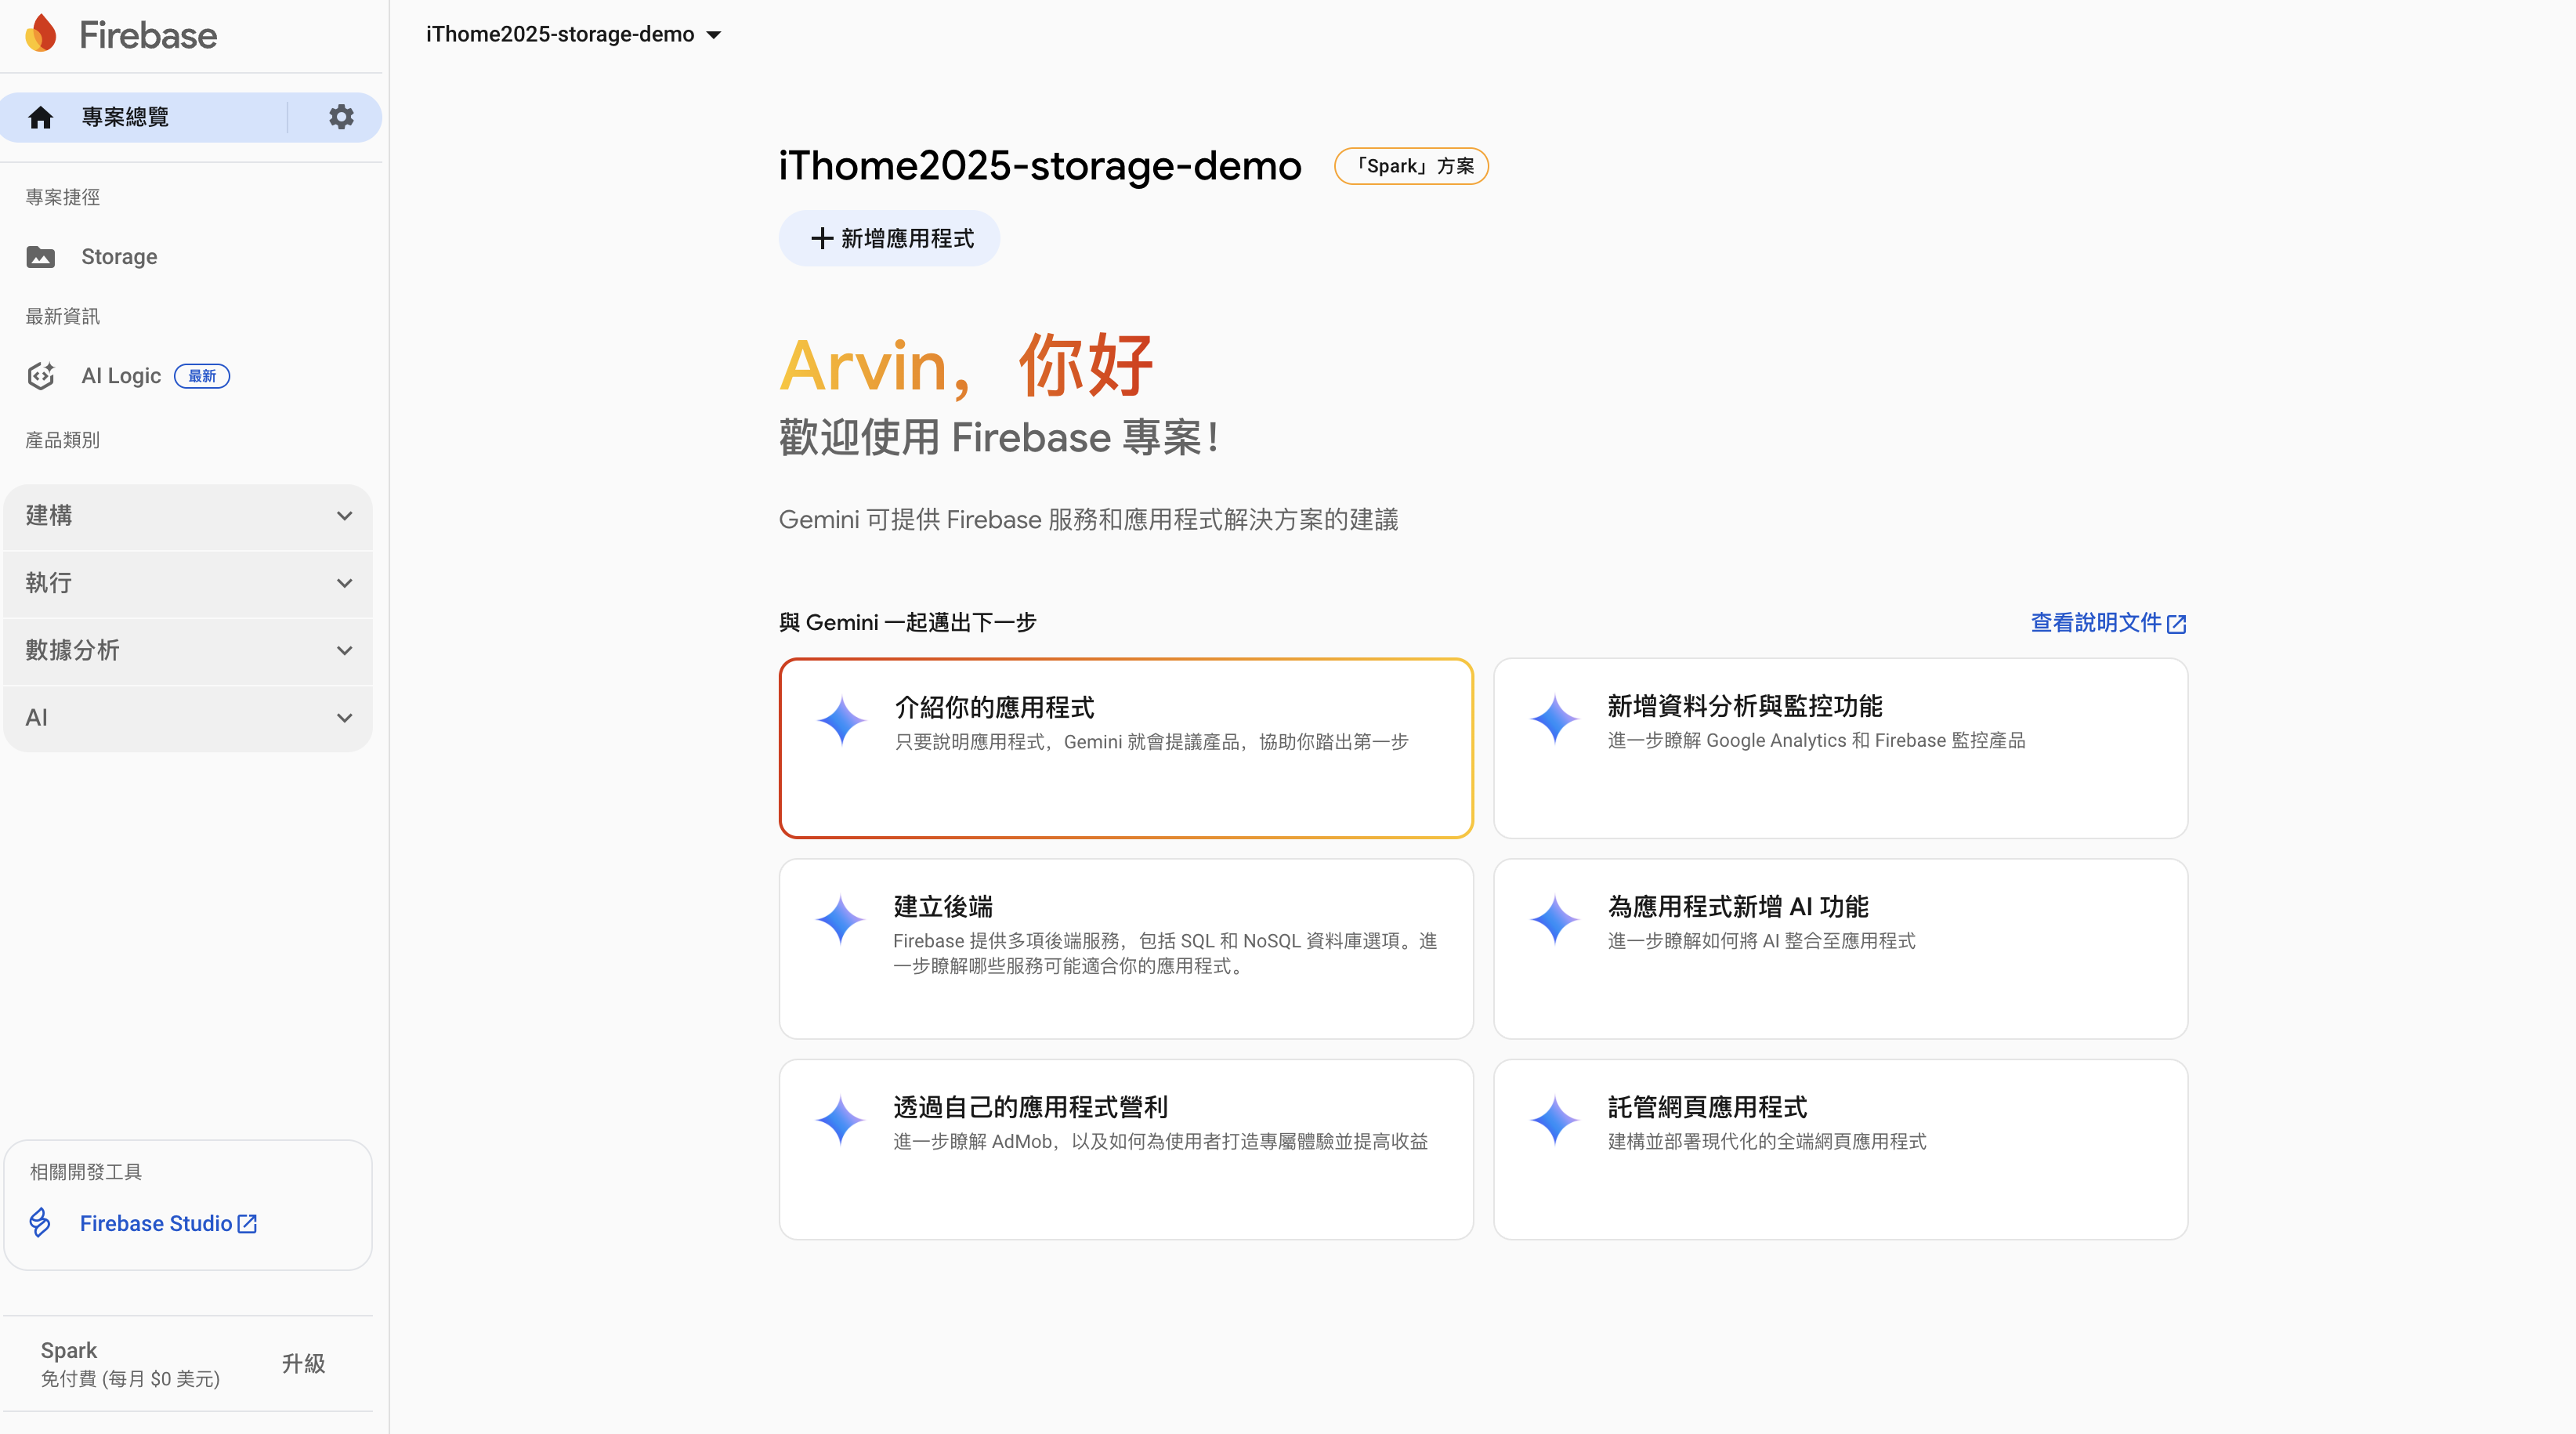 Firebase
專案總覽
專案捷徑
Storage
最新資訊
AI Logic 最新
產品類別
建構
執行
數據分析
AI
相關開發工具
Firebase Studio
Spark
免付費 (每月 $0 美元)
升級
iThome2025-storage-demo
iThome2025-storage-demo 「Spark」方案
新增應用程式
Arvin，你好
歡迎使用 Firebase 專案！
Gemini 可提供 Firebase 服務和應用程式解決方案的建議
與 Gemini 一起邁出下一步
查看說明文件
介紹你的應用程式
只要說明應用程式，Gemini 就會提議產品，協助你踏出第一步
新增資料分析與監控功能
進一步瞭解 Google Analytics 和 Firebase 監控產品
建立後端
Firebase 提供多項後端服務，包括 SQL 和 NoSQL 資料庫選項。進
一步瞭解哪些服務可能適合你的應用程式。
為應用程式新增 AI 功能
進一步瞭解如何將 AI 整合至應用程式
透過自己的應用程式營利
進一步瞭解 AdMob，以及如何為使用者打造專屬體驗並提高收益
託管網頁應用程式
建構並部署現代化的全端網頁應用程式